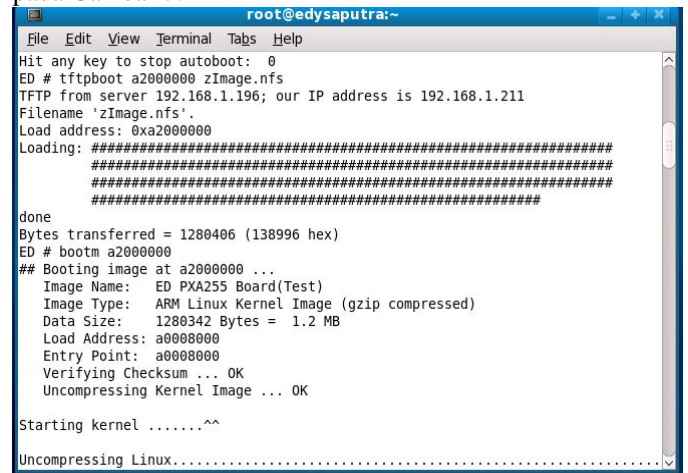 root@edysaputra:~
File Edit View Terminal Tabs Help
Hit any key to stop autoboot:  0
ED # tftpboot a2000000 zImage.nfs
TFTP from server 192.168.1.196; our IP address is 192.168.1.211
Filename 'zImage.nfs'.
Load address: 0xa2000000
Loading: #################################################################
         #################################################################
         #################################################################
         ########################################################
done
Bytes transferred = 1280406 (138996 hex)
ED # bootm a2000000
## Booting image at a2000000 ...
   Image Name:   ED PXA255 Board(Test)
   Image Type:   ARM Linux Kernel Image (gzip compressed)
   Data Size:    1280342 Bytes =  1.2 MB
   Load Address: a0008000
   Entry Point:  a0008000
   Verifying Checksum ... OK
   Uncompressing Kernel Image ... OK
Starting kernel .......^^
Uncompressing Linux.............................................................